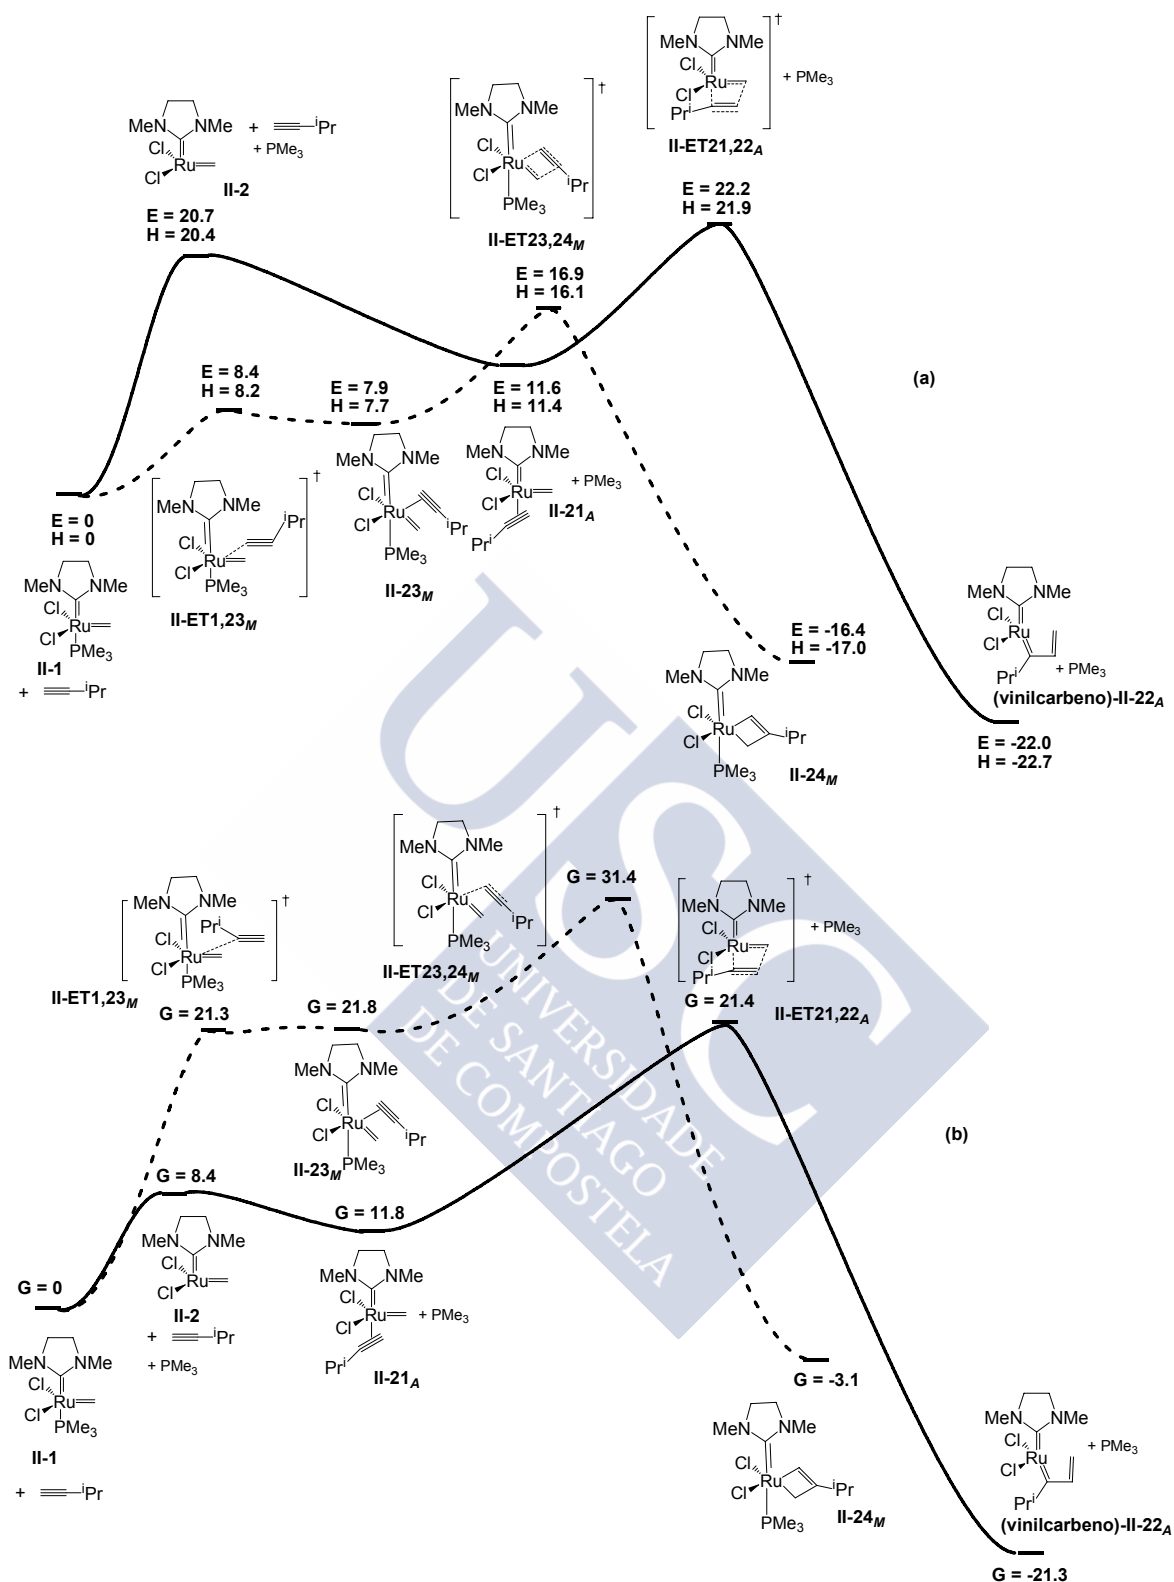 †
MeN NMe
Cl
Ru
Cl
Prⁱ
+ PMe3
II-ET21,22A
†
MeN NMe
Cl
Ru
Cl
iPr
PMe3
II-ET23,24M
MeN NMe
Cl
Ru
Cl
+ iPr
+ PMe3
II-2
E = 20.7
H = 20.4
E = 22.2
H = 21.9
E = 16.9
H = 16.1
(a)
E = 8.4
H = 8.2
E = 7.9
H = 7.7
E = 11.6
H = 11.4
E = 0
H = 0
MeN NMe
Cl
Ru
Cl
PMe3
II-1
+ iPr
†
MeN NMe
iPr
Cl
Ru
Cl
PMe3
II-ET1,23M
MeN NMe
Cl
Ru
Cl
iPr
PMe3
II-23M
MeN NMe
Cl
Ru
Cl
Prⁱ
+ PMe3
II-21A
E = -16.4
H = -17.0
MeN NMe
Cl
Ru
Cl
iPr
PMe3
II-24M
MeN NMe
Cl
Ru
Cl
Prⁱ
+ PMe3
(vinilcarbeno)-II-22A
E = -22.0
H = -22.7
USC
UNIVERSIDADE
DE SANTIAGO
DE COMPOSTELA
†
MeN NMe
Cl
Ru
Cl
iPr
PMe3
II-ET23,24M
G = 31.4
†
MeN NMe
Prⁱ
Cl
Ru
Cl
PMe3
II-ET1,23M
G = 21.3
G = 21.8
†
MeN NMe
Cl
Ru
Cl
Prⁱ
+ PMe3
II-ET21,22A
G = 21.4
MeN NMe
Cl
Ru
Cl
iPr
PMe3
II-23M
(b)
G = 8.4
G = 11.8
G = 0
MeN NMe
Cl
Ru
Cl
II-2
+ iPr
+ PMe3
MeN NMe
Cl
Ru
Cl
Prⁱ
+ PMe3
II-21A
MeN NMe
Cl
Ru
Cl
PMe3
II-1
+ iPr
G = -3.1
MeN NMe
Cl
Ru
Cl
iPr
PMe3
II-24M
MeN NMe
Cl
Ru
Cl
Prⁱ
+ PMe3
(vinilcarbeno)-II-22A
G = -21.3